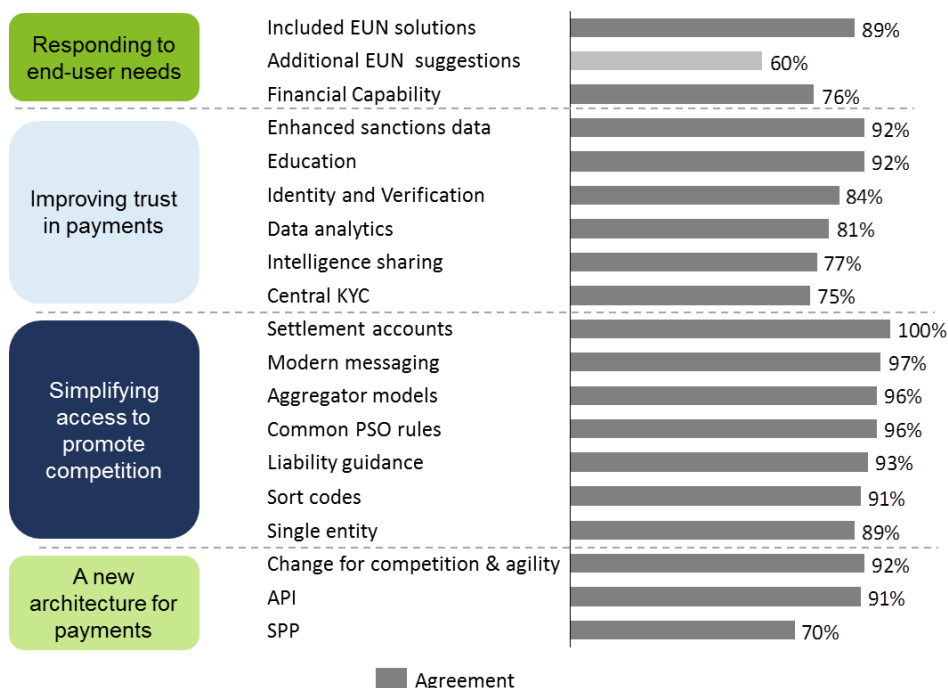 Responding to
end-user needs
Included EUN solutions 89%
Additional EUN suggestions 60%
Financial Capability 76%
Improving trust
in payments
Enhanced sanctions data 92%
Education 92%
Identity and Verification 84%
Data analytics 81%
Intelligence sharing 77%
Central KYC 75%
Simplifying
access to
promote
competition
Settlement accounts 100%
Modern messaging 97%
Aggregator models 96%
Common PSO rules 96%
Liability guidance 93%
Sort codes 91%
Single entity 89%
A new
architecture for
payments
Change for competition & agility 92%
API 91%
SPP 70%
Agreement